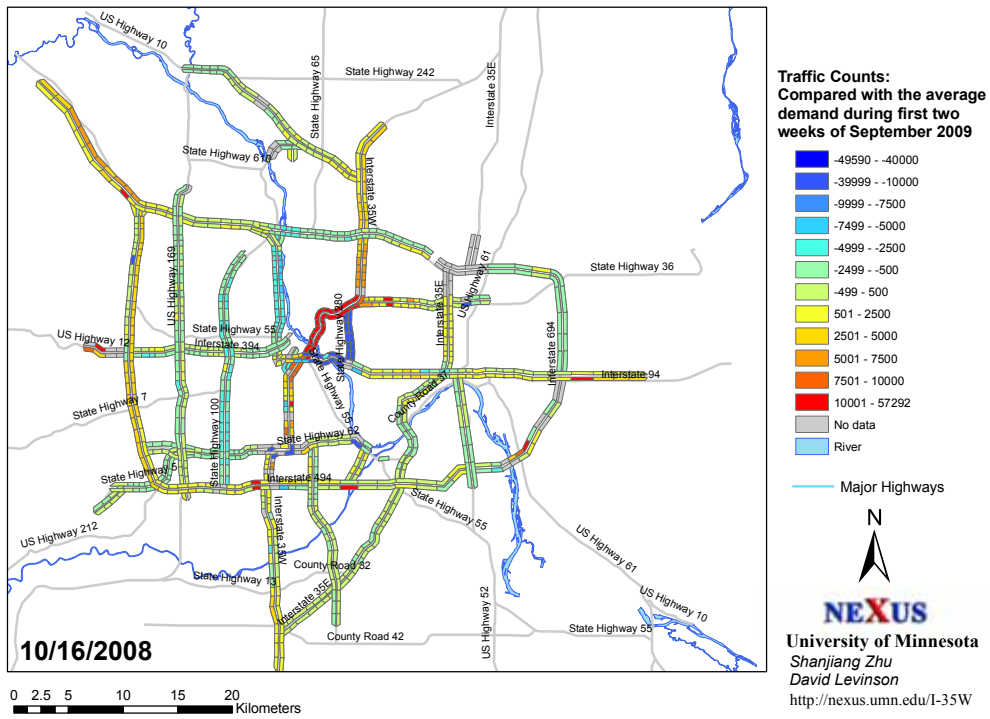 US Highway 10
State Highway 65
State Highway 242
Interstate 35E
State Highway 610
Interstate 35W
US Highway 169
US Highway 61
State Highway 36
Interstate 35E
State Highway 280
State Highway 55
US Highway 12
Interstate 394
Interstate 694
Interstate 94
State Highway 55
County Road 37
State Highway 7
State Highway 100
State Highway 62
State Highway 5
Interstate 494
State Highway 55
US Highway 212
Interstate 35W
US Highway 61
County Road 32
State Highway 13
Interstate 35E
US Highway 52
US Highway 10
State Highway 55
County Road 42
10/16/2008
0 2.5 5 10 15 20
Kilometers
Traffic Counts:
Compared with the average
demand during first two
weeks of September 2009
-49590 - -40000
-39999 - -10000
-9999 - -7500
-7499 - -5000
-4999 - -2500
-2499 - -500
-499 - 500
501 - 2500
2501 - 5000
5001 - 7500
7501 - 10000
10001 - 57292
No data
River
Major Highways
N
NEXUS
University of Minnesota
Shanjiang Zhu
David Levinson
http://nexus.umn.edu/I-35W